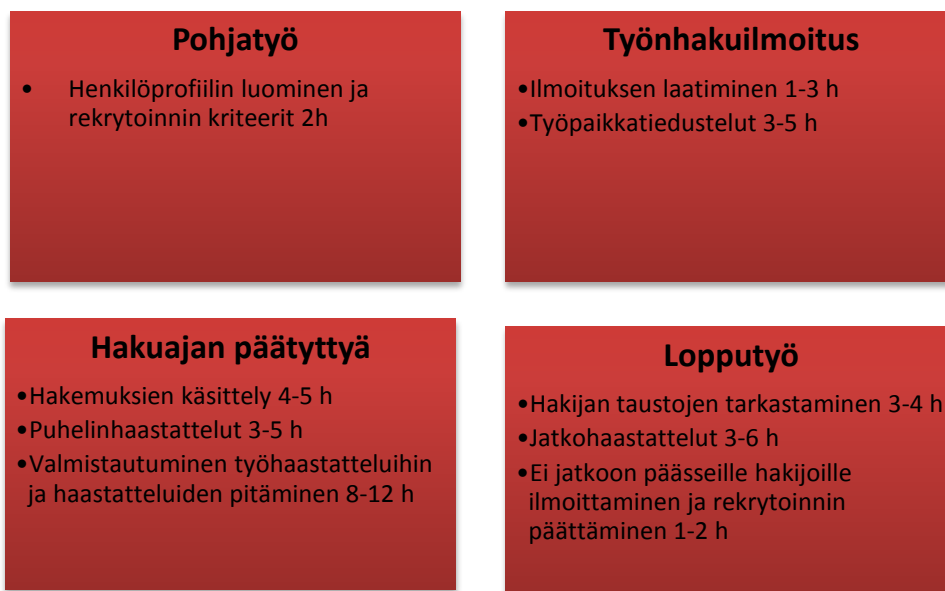 Pohjatyö
• Henkilöprofiilin luominen ja
rekrytoinnin kriteerit 2h
Työnhakuilmoitus
•Ilmoituksen laatiminen 1-3 h
•Työpaikkatiedustelut 3-5 h
Hakuajan päätyttyä
•Hakemuksien käsittely 4-5 h
•Puhelinhaastattelut 3-5 h
•Valmistautuminen työhaastatteluihin
ja haastatteluiden pitäminen 8-12 h
Lopputyö
•Hakijan taustojen tarkastaminen 3-4 h
•Jatkohaastattelut 3-6 h
•Ei jatkoon päässeille hakijoille
ilmoittaminen ja rekrytoinnin
päättäminen 1-2 h